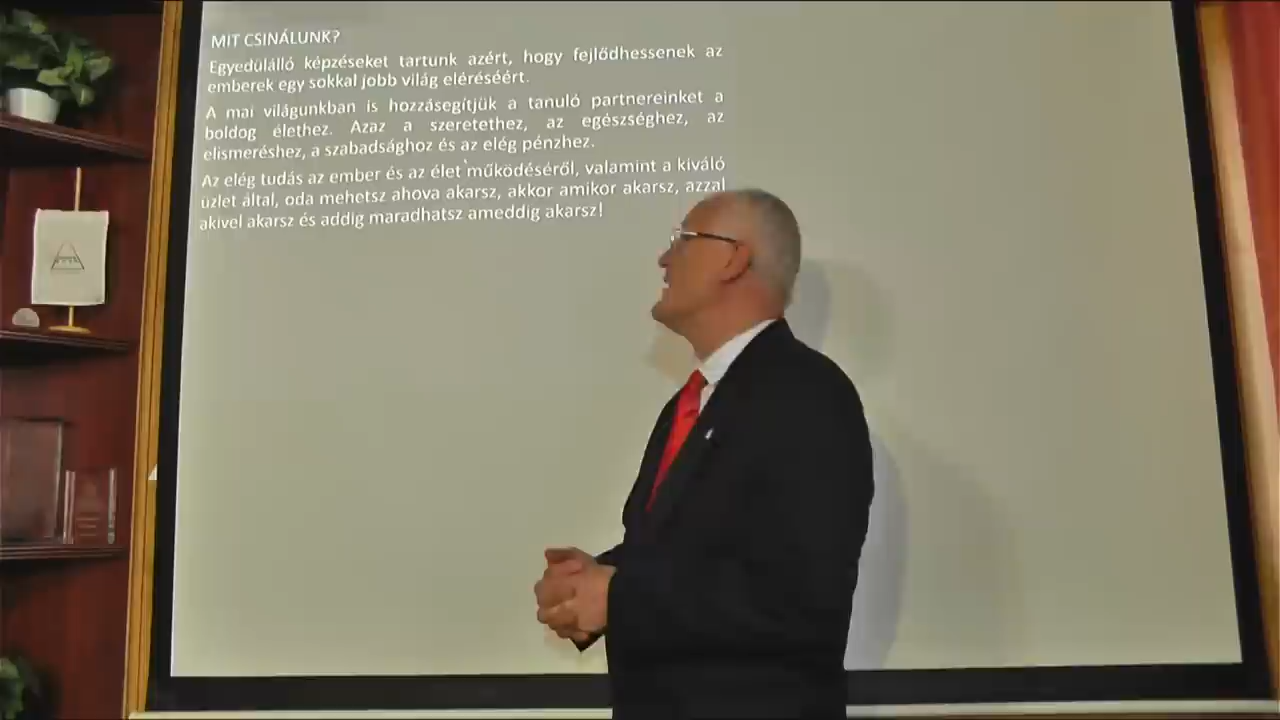 MIT CSINÁLUNK?
Egyedülálló képzéseket tartunk azért, hogy fejlődhessenek az
emberek egy sokkal jobb világ eléréséért.
A mai világunkban is hozzásegítjük a tanuló partnereinket a
boldog élethez. Azaz a szeretethez, az egészséghez, az
elismeréshez, a szabadsághoz és az elég pénzhez.
Az elég tudás az ember és az élet működéséről, valamint a kiváló
üzlet által, oda mehetsz ahova akarsz, akkor amikor akarsz, azzal
akivel akarsz és addig maradhatsz ameddig akarsz!